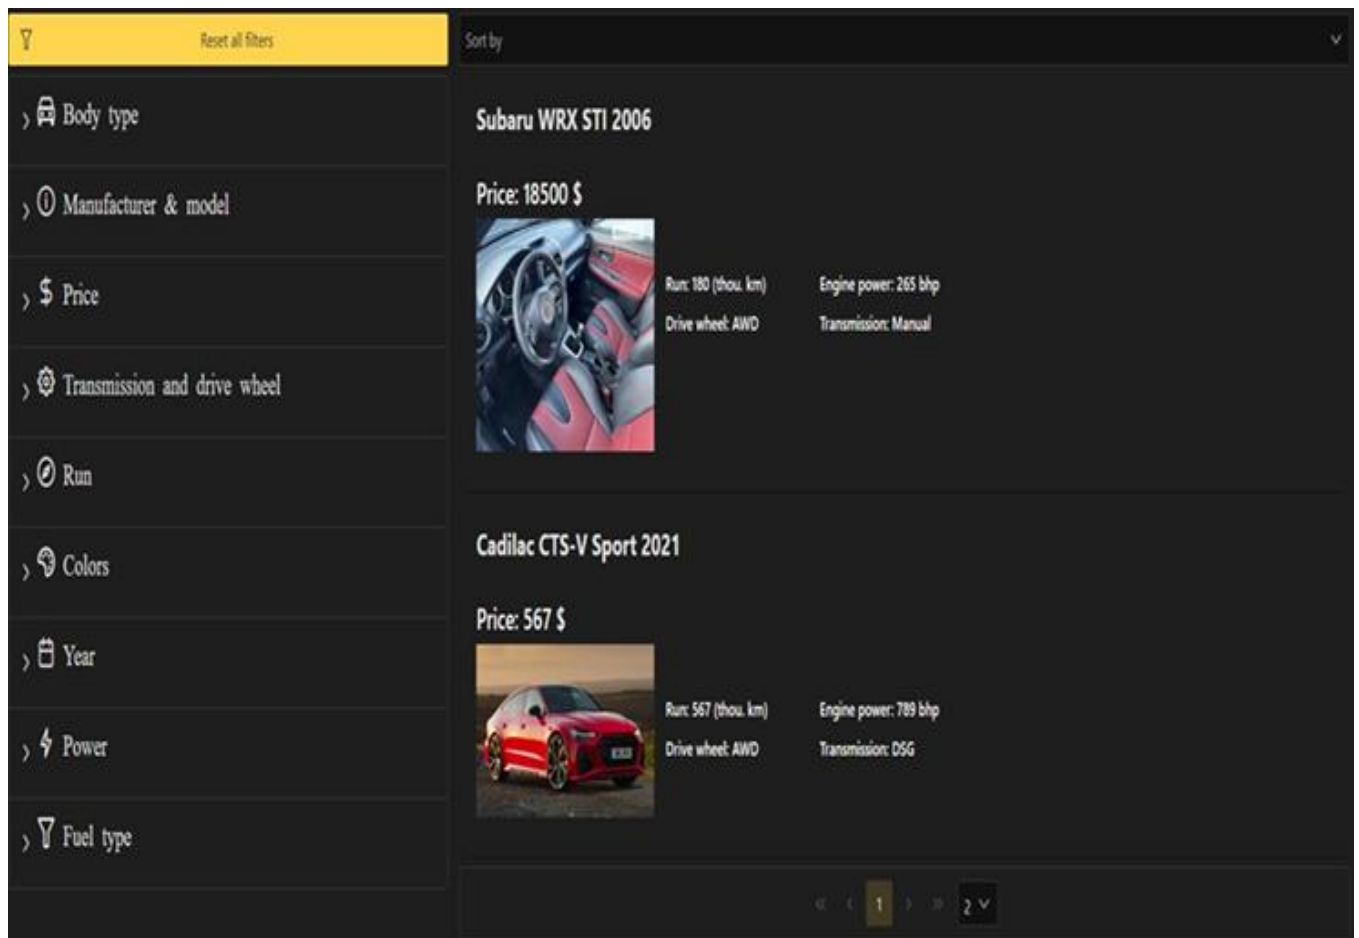 Reset all filters
Body type
Manufacturer & model
$ Price
Transmission and drive wheel
Run
Colors
Year
Power
Fuel type
Sort by
Subaru WRX STI 2006
Price: 18500 $
Run: 180 (thou. km) Engine power: 265 bhp
Drive wheel: AWD Transmission: Manual
Cadilac CTS-V Sport 2021
Price: 567 $
Run: 567 (thou. km) Engine power: 789 bhp
Drive wheel: AWD Transmission: DSG
« ‹ 1 › » 2